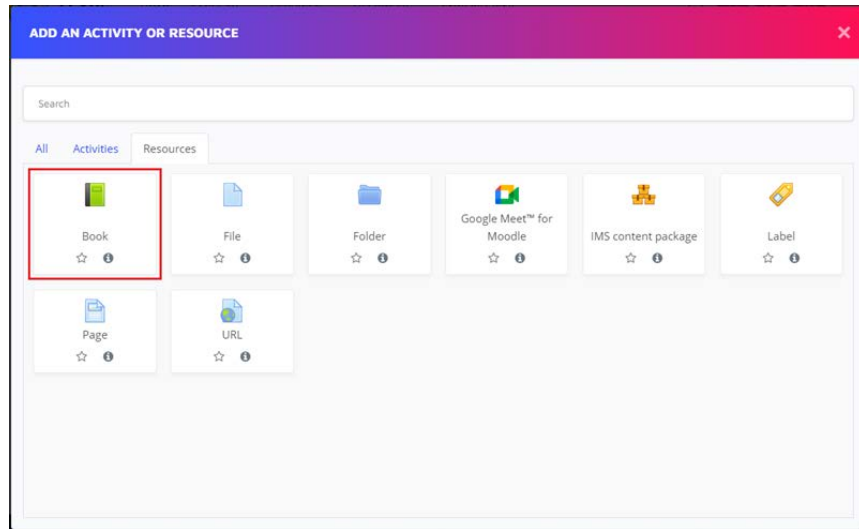 ADD AN ACTIVITY OR RESOURCE
Search
All Activities Resources
Book File Folder Google Meet™ for Moodle IMS content package Label
Page URL